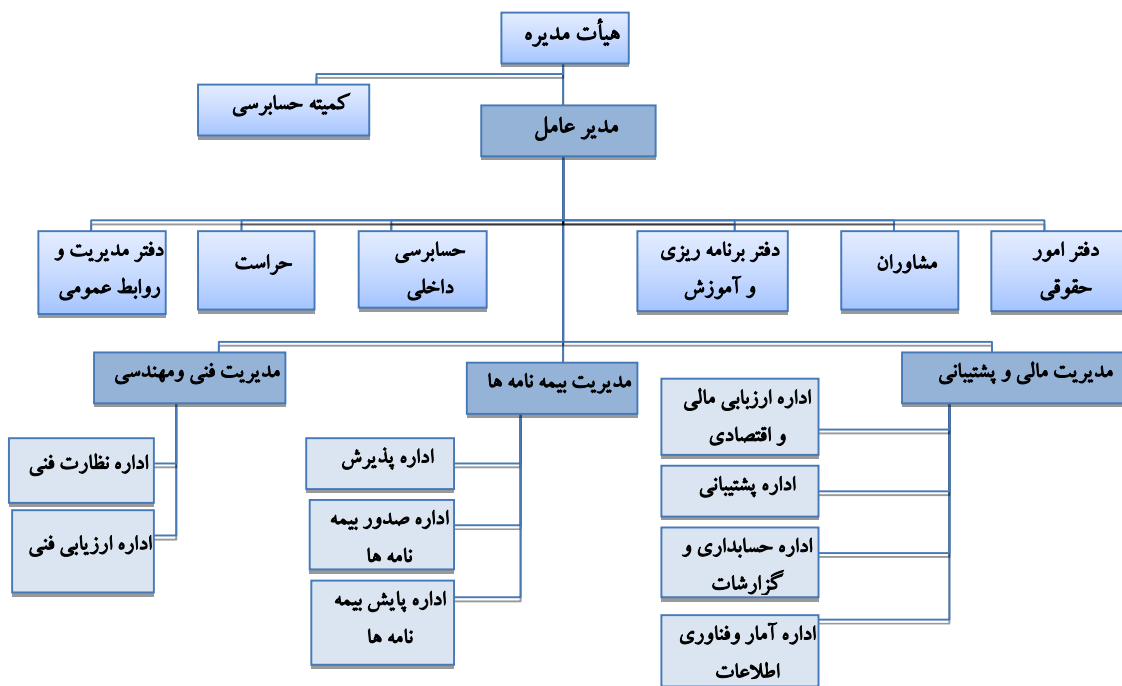 هیأت مدیره
کمیته حسابرسی
مدیر عامل
دفتر امور
حقوقی
مشاوران
دفتر برنامه ریزی
و آموزش
حسابرسی
داخلی
حراست
دفتر مدیریت و
روابط عمومی
مدیریت مالی و پشتیبانی
اداره ارزیابی مالی
و اقتصادی
اداره پشتیبانی
اداره حسابداری و
گزارشات
اداره آمار وفناوری
اطلاعات
مدیریت بیمه نامه ها
اداره پذیرش
اداره صدور بیمه
نامه ها
اداره پایش بیمه
نامه ها
مدیریت فنی ومهندسی
اداره نظارت فنی
اداره ارزیابی فنی